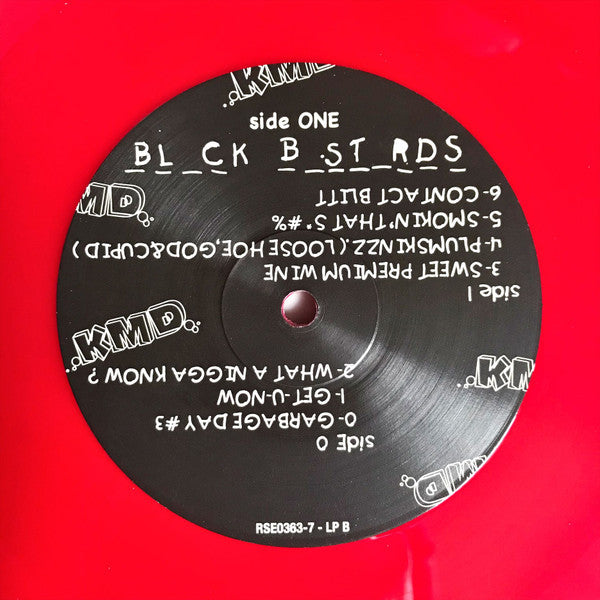 KMD
side ONE
BL_CK B_ST_RDS
side 0
0-GARBAGE DAY #3
1-GET-U-NOW
2-WHAT A NIGGA KNOW?
side 1
3-SWEET PREMIUM WINE
4-PLUMSKINZZ.(LOOSE HOE,GOD&CUPID)
5-SMOKIN'THAT S*#%
6-CONTACT BLITT
KMD
KMD
KMD
KMD
RSE0363-7 - LP B